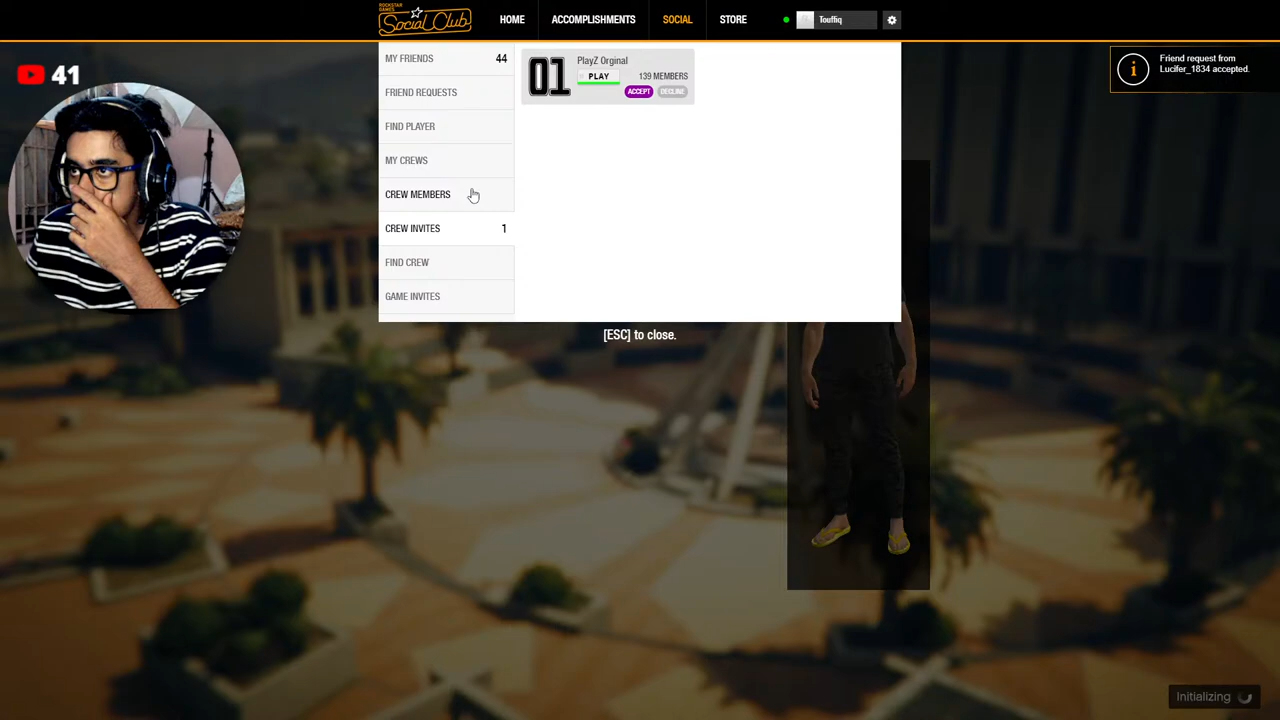 ROCKSTAR
GAMES
Social Club
HOME
ACCOMPLISHMENTS
SOCIAL
STORE
Touffiq
41
MY FRIENDS 44
FRIEND REQUESTS
FIND PLAYER
MY CREWS
CREW MEMBERS
CREW INVITES 1
FIND CREW
GAME INVITES
01
PlayZ Orginal
PLAY 139 MEMBERS
ACCEPT DECLINE
Friend request from
Lucifer_1834 accepted.
[ESC] to close.
Initializing